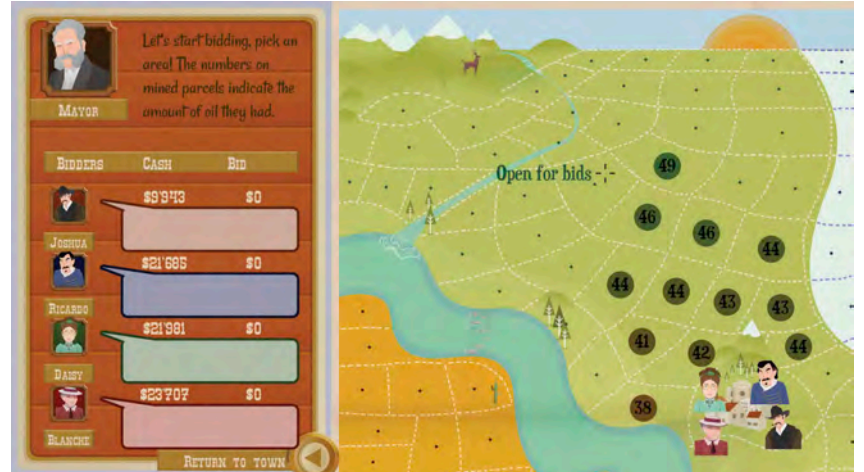 Let's start bidding, pick an
area! The numbers on
mined parcels indicate the
amount of oil they had.
MAYOR
BIDDERS CASH BID
$9'943 $0
JOSHUA
$21'685 $0
RICARDO
$21'981 $0
DAISY
$23'707 $0
BLANCHE
RETURN TO TOWN
Open for bids
49
46
46
44
44
44
43
43
41
42
44
38